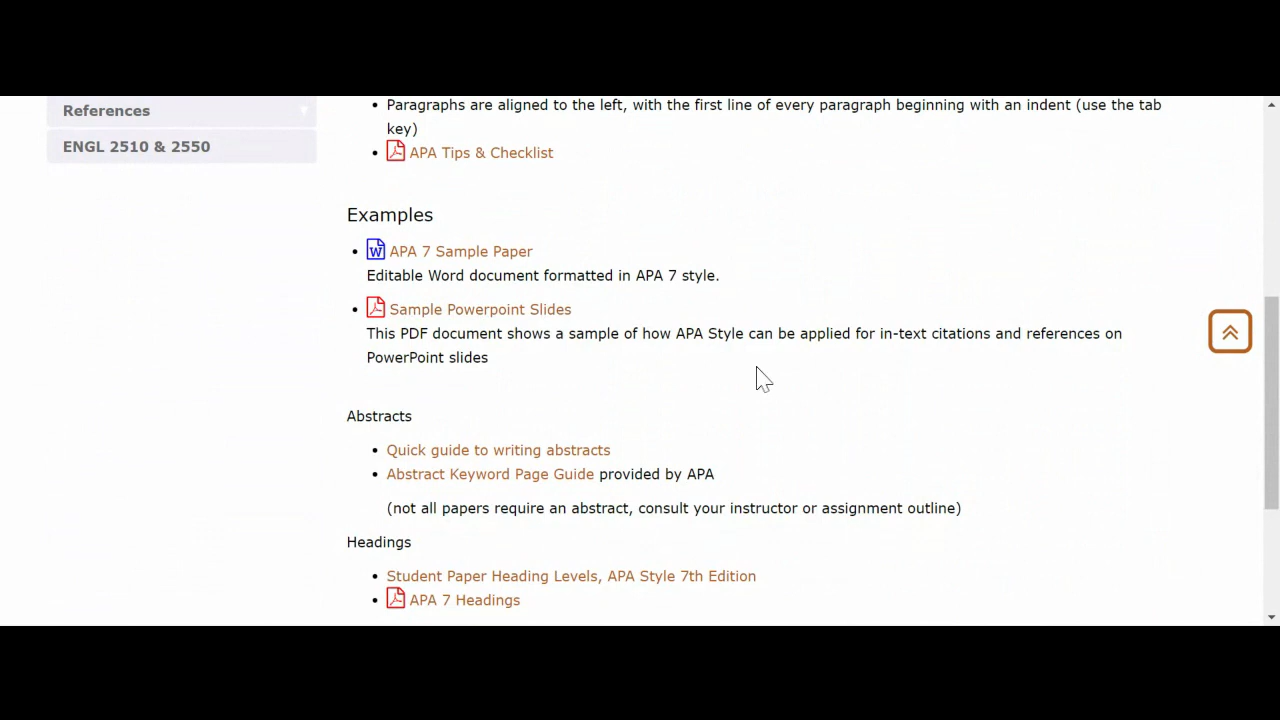 References
ENGL 2510 & 2550
Paragraphs are aligned to the left, with the first line of every paragraph beginning with an indent (use the tab
key)
APA Tips & Checklist
Examples
APA 7 Sample Paper
Editable Word document formatted in APA 7 style.
Sample Powerpoint Slides
This PDF document shows a sample of how APA Style can be applied for in-text citations and references on
PowerPoint slides
Abstracts
Quick guide to writing abstracts
Abstract Keyword Page Guide provided by APA
(not all papers require an abstract, consult your instructor or assignment outline)
Headings
Student Paper Heading Levels, APA Style 7th Edition
APA 7 Headings